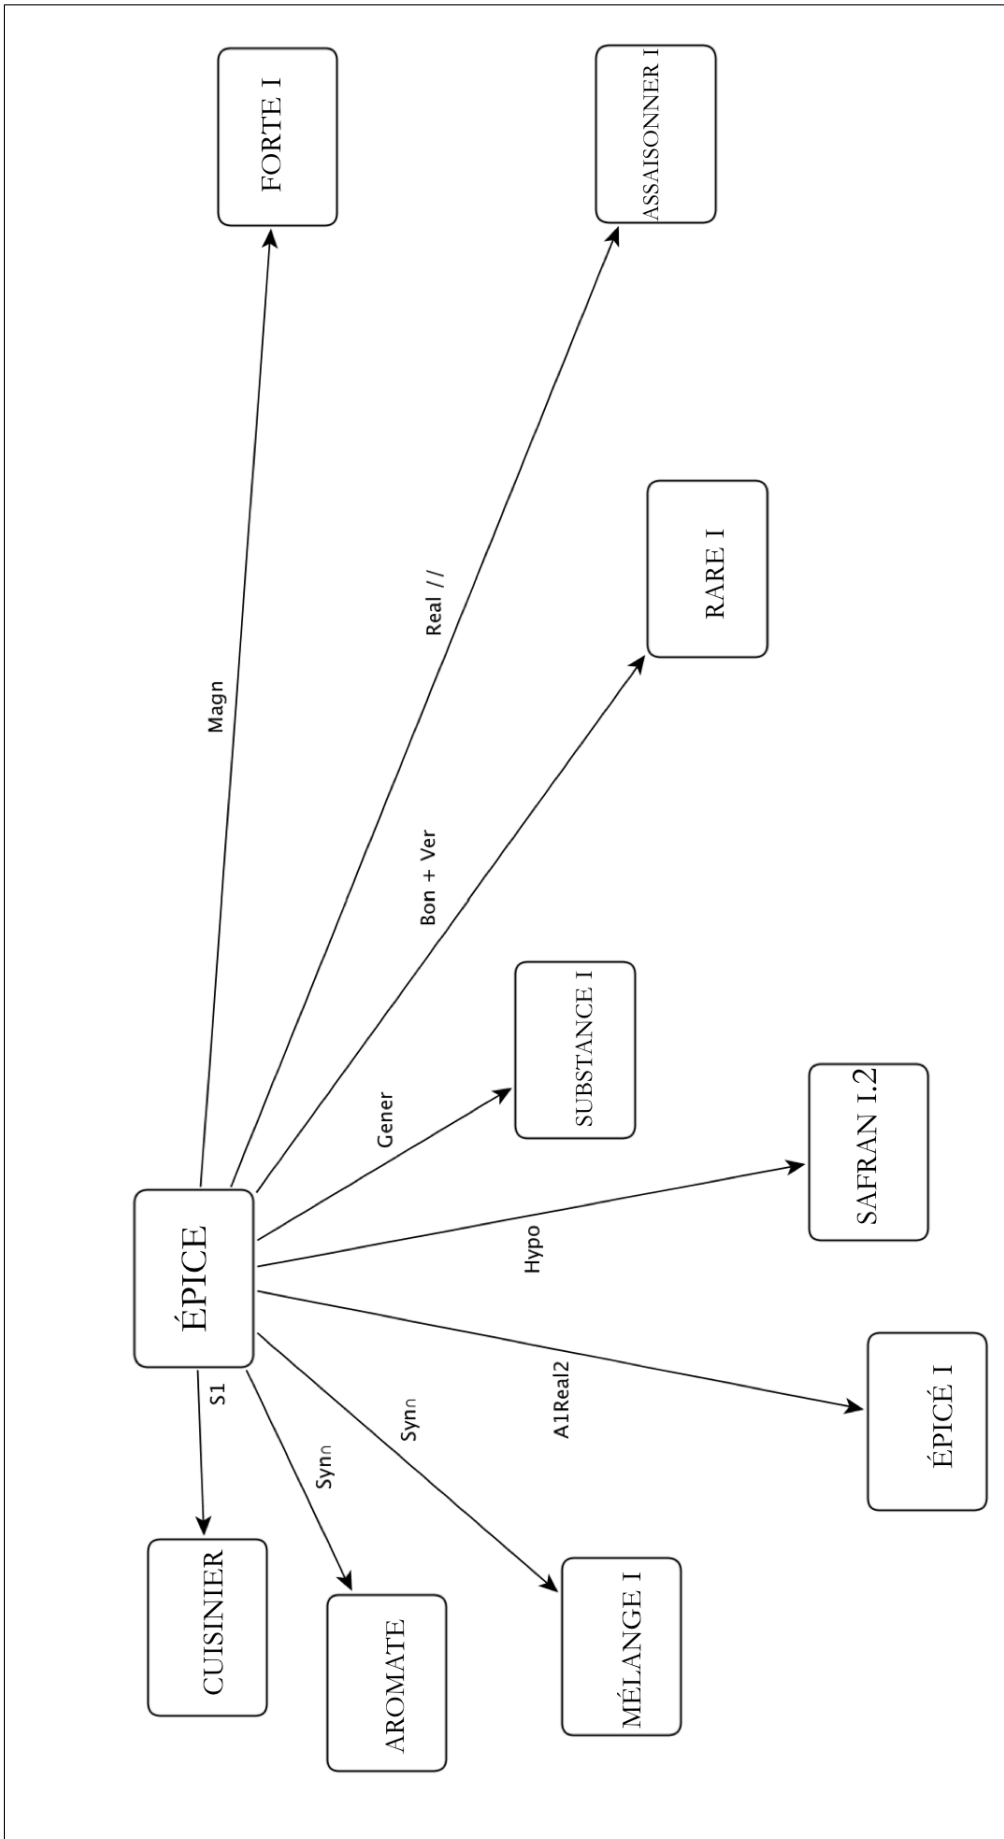 CUISINIER
S1
ÉPICE
Magn
FORTE I
Syn∩
AROMATE
Syn∩
Gener
Bon + Ver
Real //
Hypo
A1Real2
MÉLANGE I
SUBSTANCE I
ASSAISONNER I
RARE I
SAFRAN I.2
ÉPICÉ I